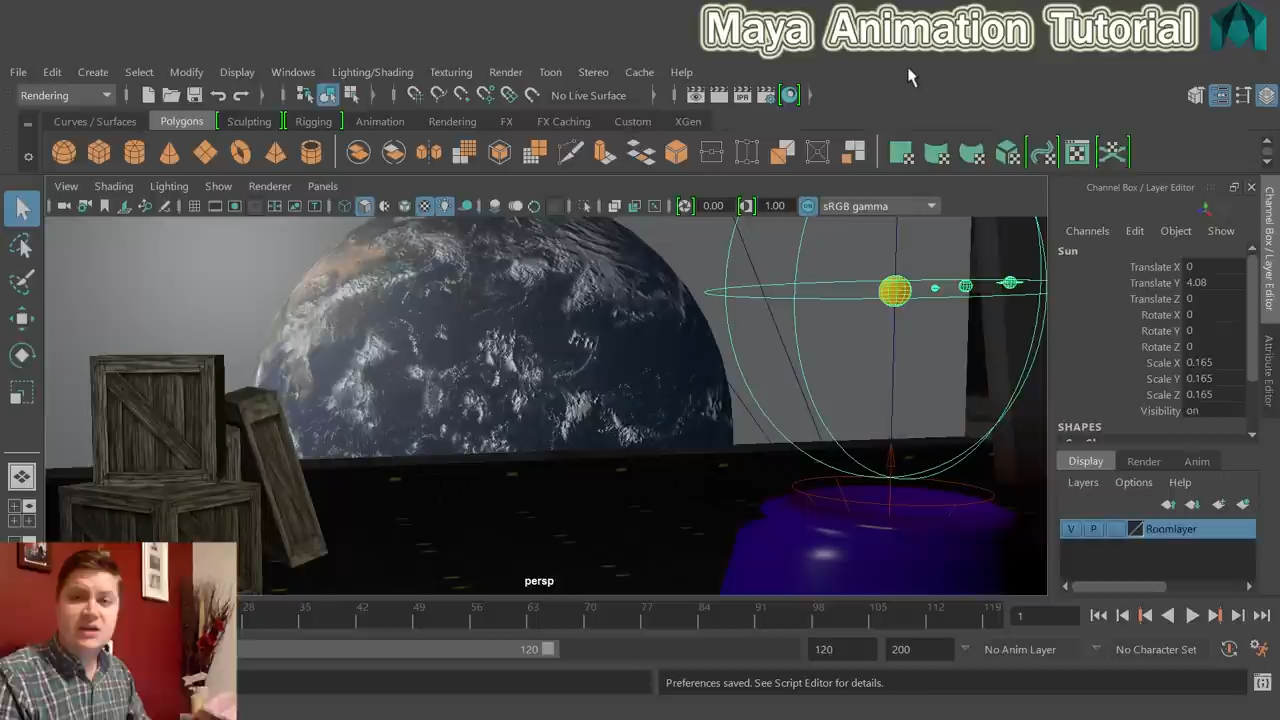 Maya Animation Tutorial
File Edit Create Select Modify Display Windows Lighting/Shading Texturing Render Toon Stereo Cache Help
Rendering No Live Surface
Curves / Surfaces Polygons Sculpting Rigging Animation Rendering FX FX Caching Custom XGen
View Shading Lighting Show Renderer Panels
0.00 1.00 sRGB gamma
Channel Box / Layer Editor
Channels Edit Object Show
Sun
Translate X 0
Translate Y 4.08
Translate Z 0
Rotate X 0
Rotate Y 0
Rotate Z 0
Scale X 0.165
Scale Y 0.165
Scale Z 0.165
Visibility on
SHAPES
Display Render Anim
Layers Options Help
V P Roomlayer
Channel Box / Layer Editor
Attribute Editor
persp
28 35 42 49 56 63 70 77 84 91 98 105 112 119 1
120 120 200 No Anim Layer No Character Set
Preferences saved. See Script Editor for details.